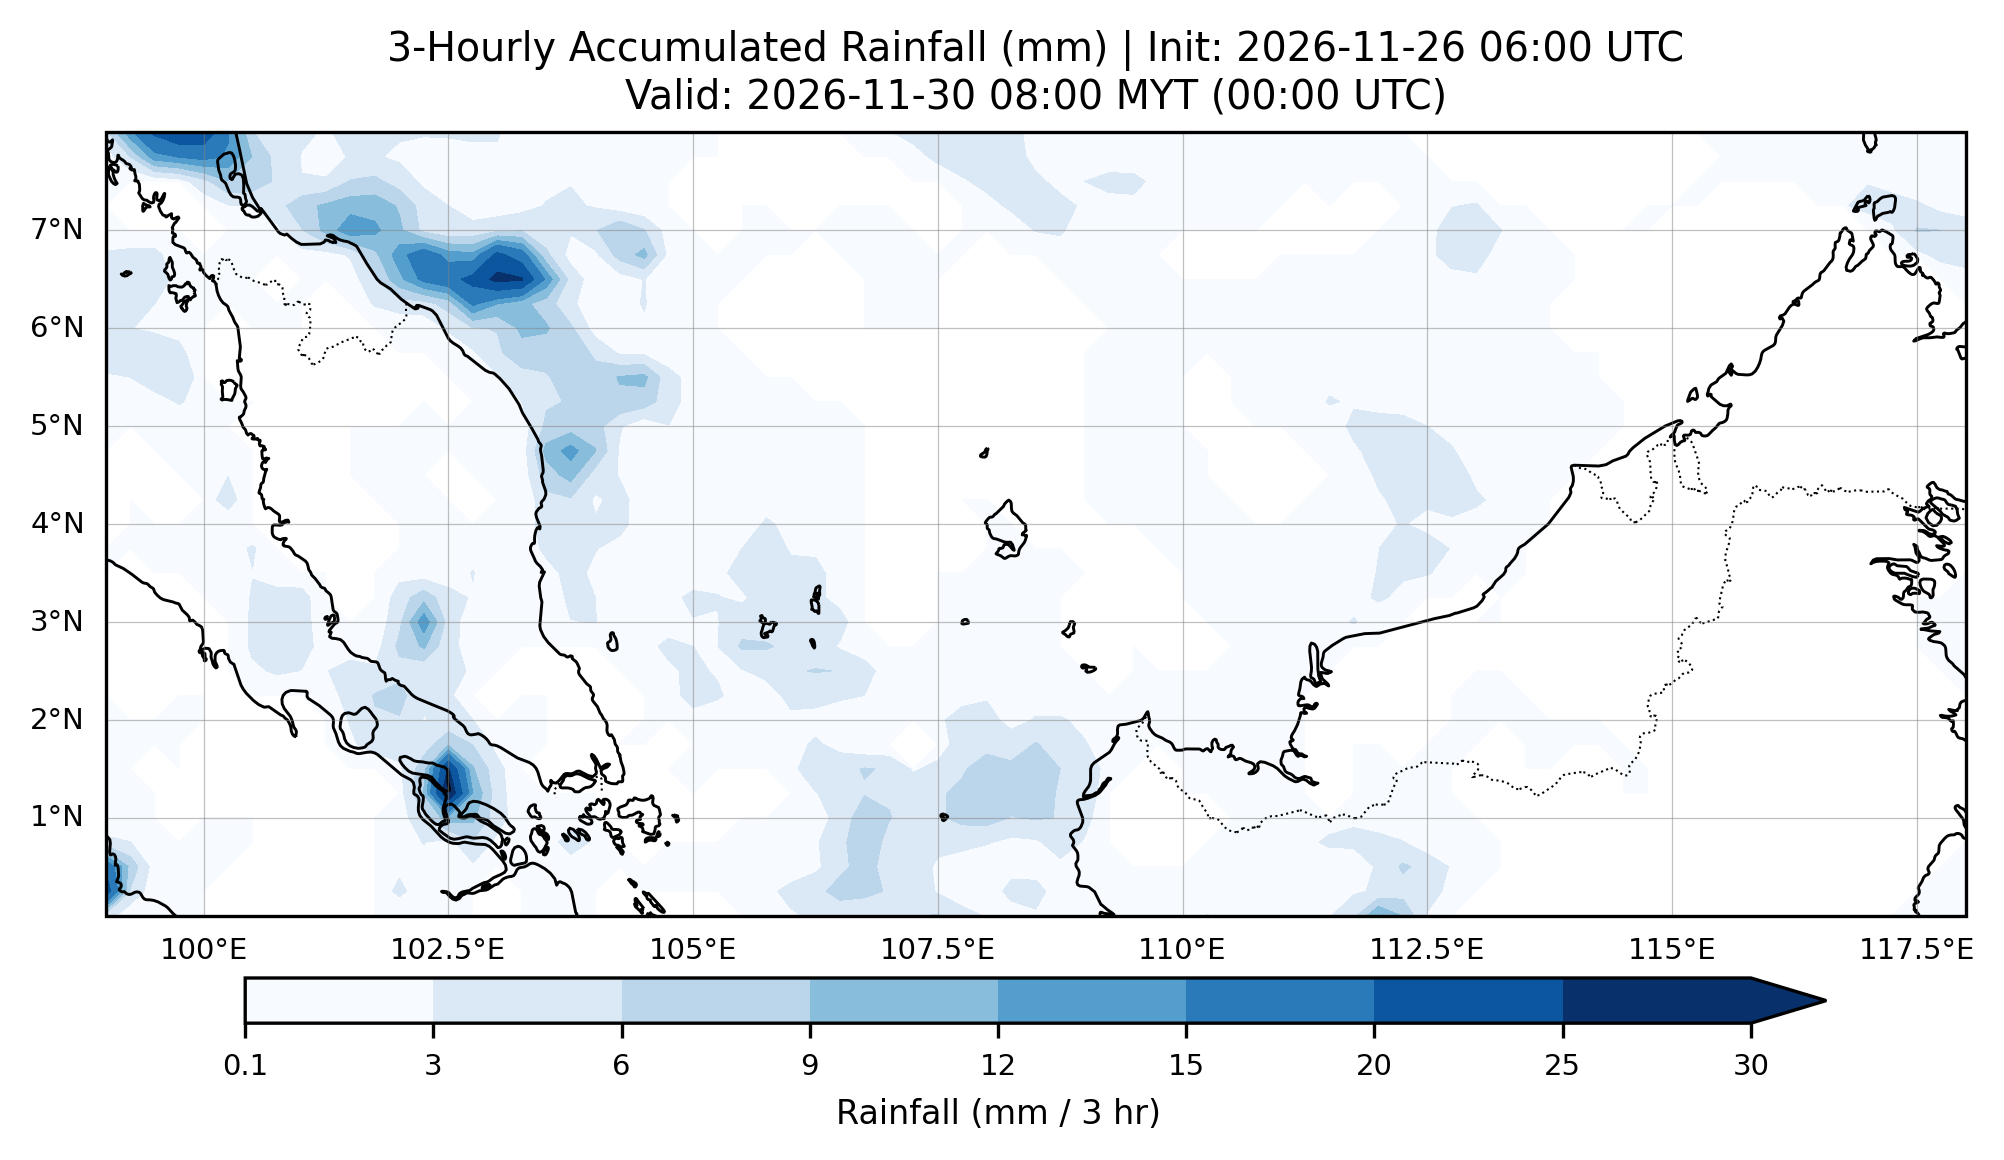 3-Hourly Accumulated Rainfall (mm) | Init: 2026-11-26 06:00 UTC
Valid: 2026-11-30 08:00 MYT (00:00 UTC)
7°N
6°N
5°N
4°N
3°N
2°N
1°N
100°E 102.5°E 105°E 107.5°E 110°E 112.5°E 115°E 117.5°E
0.1 3 6 9 12 15 20 25 30
Rainfall (mm / 3 hr)